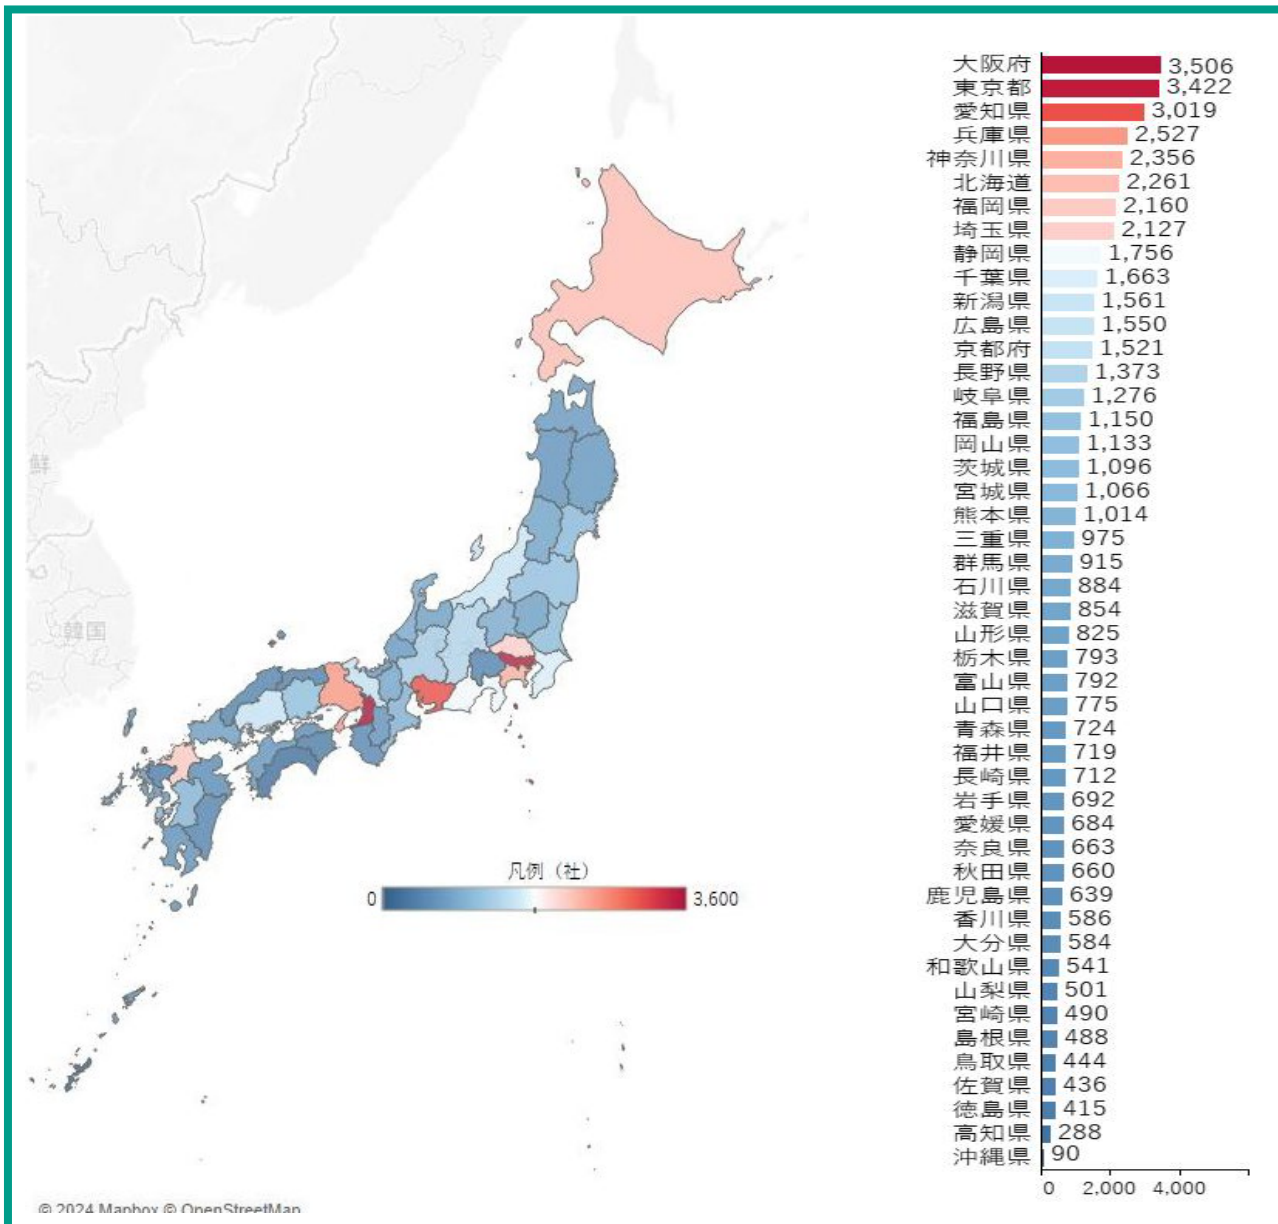 大阪府 3,506
東京都 3,422
愛知県 3,019
兵庫県 2,527
神奈川県 2,356
北海道 2,261
福岡県 2,160
埼玉県 2,127
静岡県 1,756
千葉県 1,663
新潟県 1,561
広島県 1,550
京都府 1,521
長野県 1,373
岐阜県 1,276
福島県 1,150
岡山県 1,133
茨城県 1,096
宮城県 1,066
熊本県 1,014
三重県 975
群馬県 915
石川県 884
滋賀県 854
山形県 825
栃木県 793
富山県 792
山口県 775
青森県 724
福井県 719
長崎県 712
岩手県 692
愛媛県 684
奈良県 663
秋田県 660
鹿児島県 639
香川県 586
大分県 584
和歌山県 541
山梨県 501
宮崎県 490
島根県 488
鳥取県 444
佐賀県 436
徳島県 415
高知県 288
沖縄県 90
0 2,000 4,000
鮮
韓国
凡例（社）
0 3,600
© 2024 Mapbox © OpenStreetMap